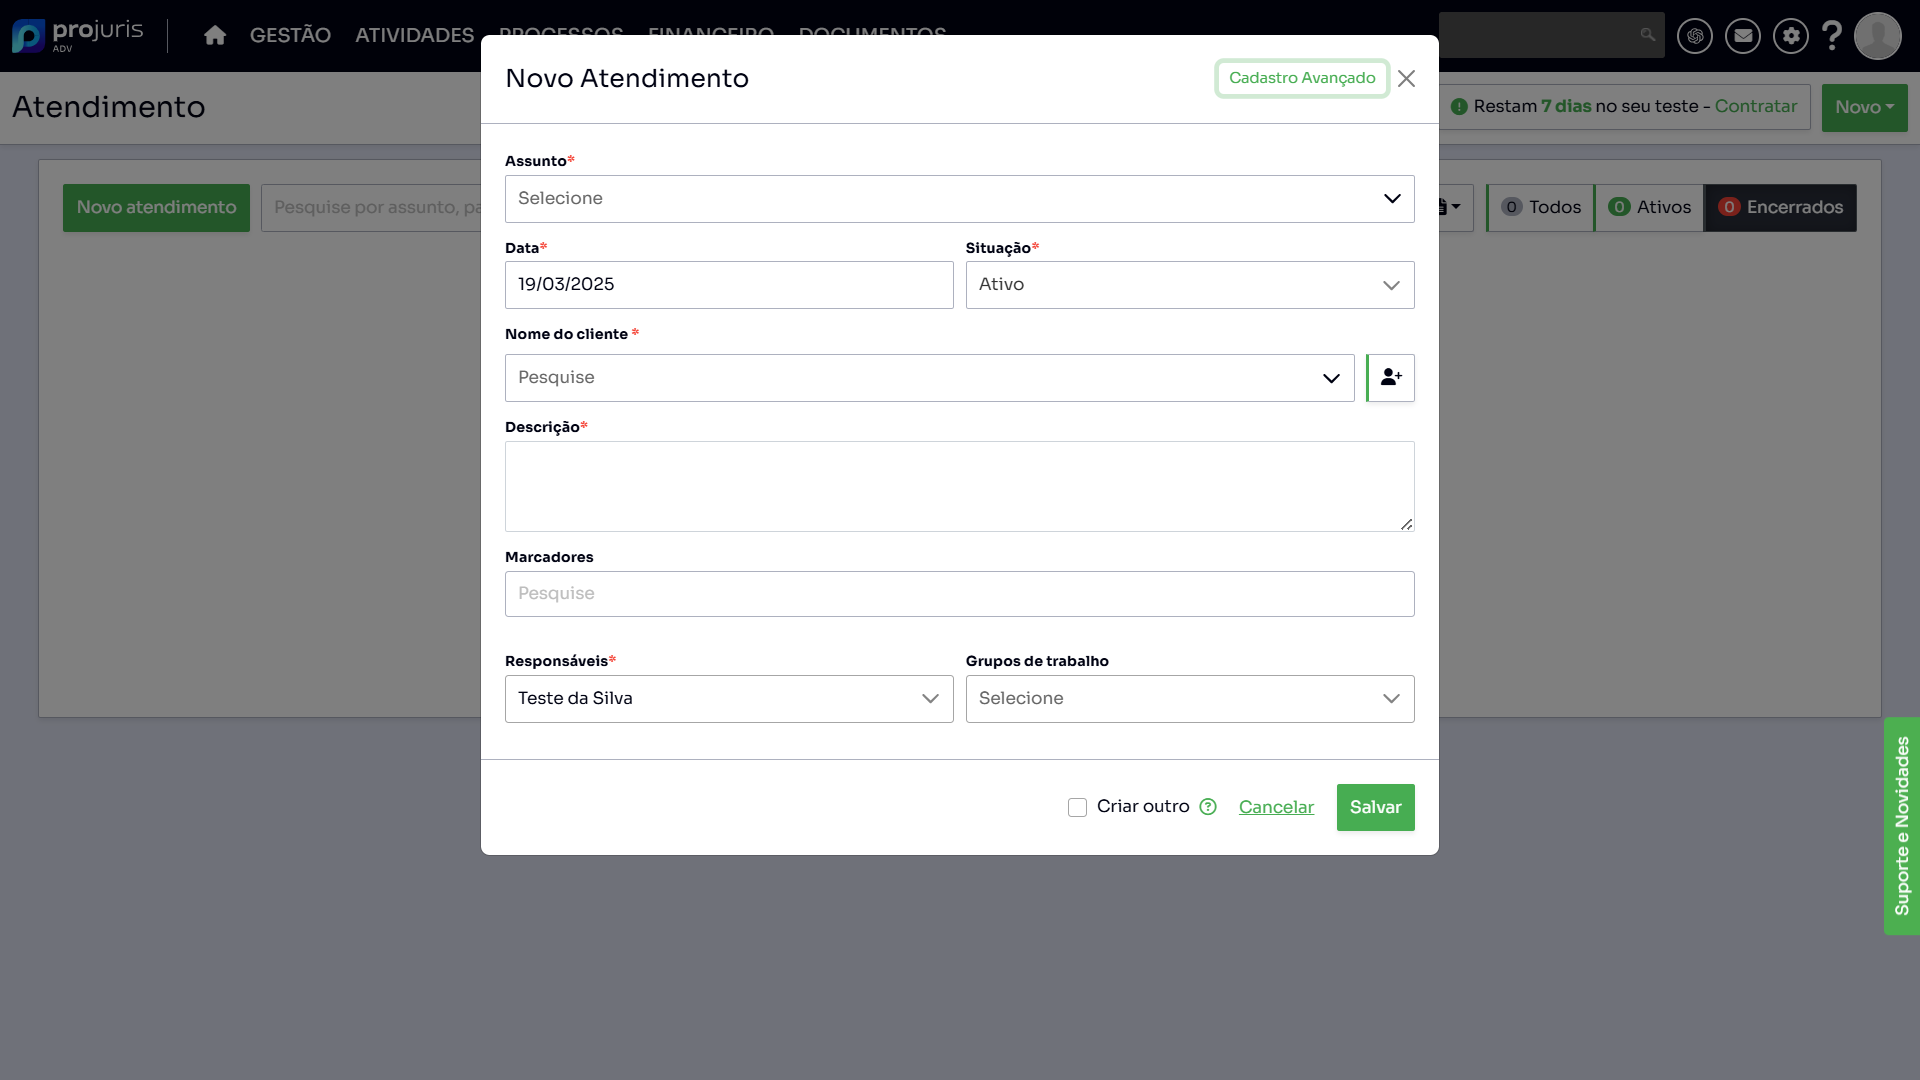 projuris
ADV
GESTÃO
ATIVIDADES
PROCESSOS
FINANCEIRO
DOCUMENTOS
Atendimento
Restam 7 dias no seu teste - Contratar
Novo
Novo atendimento
Pesquise por assunto, pa
0 Todos
0 Ativos
0 Encerrados
Novo Atendimento
Cadastro Avançado
Assunto*
Selecione
Data*
Situação*
19/03/2025
Ativo
Nome do cliente *
Pesquise
Descrição*
Marcadores
Pesquise
Responsáveis*
Grupos de trabalho
Teste da Silva
Selecione
Criar outro ?
Cancelar
Salvar
Suporte e Novidades